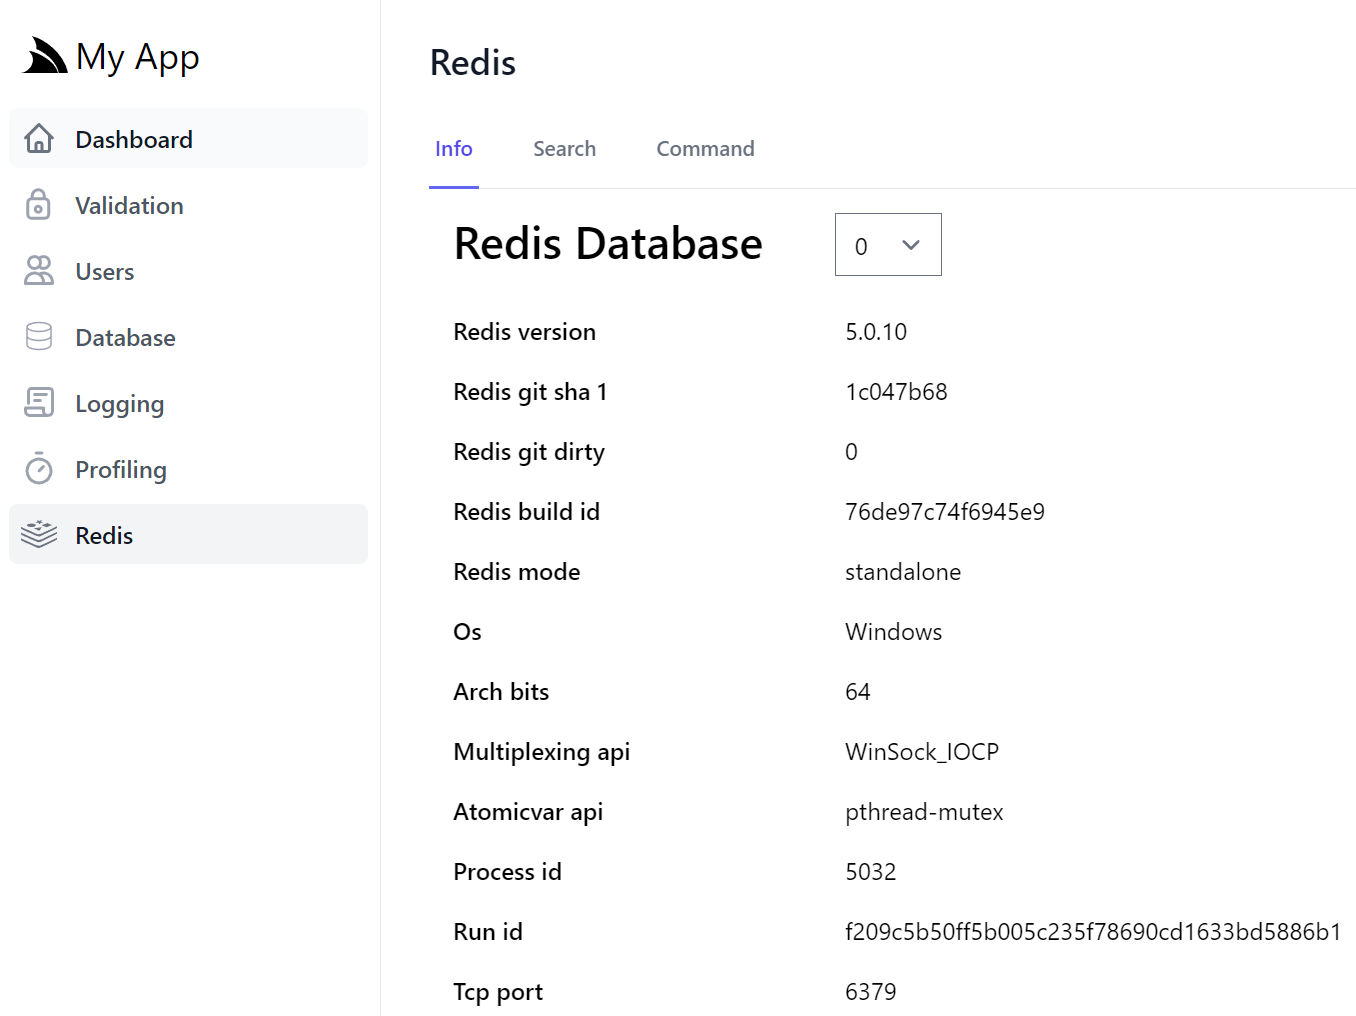 My App
Dashboard
Validation
Users
Database
Logging
Profiling
Redis
Redis
Info Search Command
Redis Database 0
Redis version 5.0.10
Redis git sha 1 1c047b68
Redis git dirty 0
Redis build id 76de97c74f6945e9
Redis mode standalone
Os Windows
Arch bits 64
Multiplexing api WinSock_IOCP
Atomicvar api pthread-mutex
Process id 5032
Run id f209c5b50ff5b005c235f78690cd1633bd5886b1
Tcp port 6379